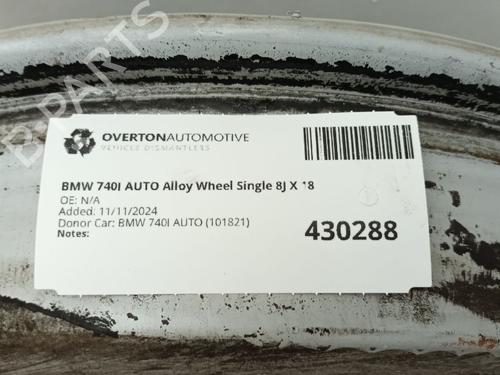 B-PARTS
OVERTONAUTOMOTIVE
VEHICLE DISMANTLERS
BMW 740I AUTO Alloy Wheel Single 8J X 18
OE: N/A
Added: 11/11/2024
Donor Car: BMW 740I AUTO (101821)
Notes:
430288